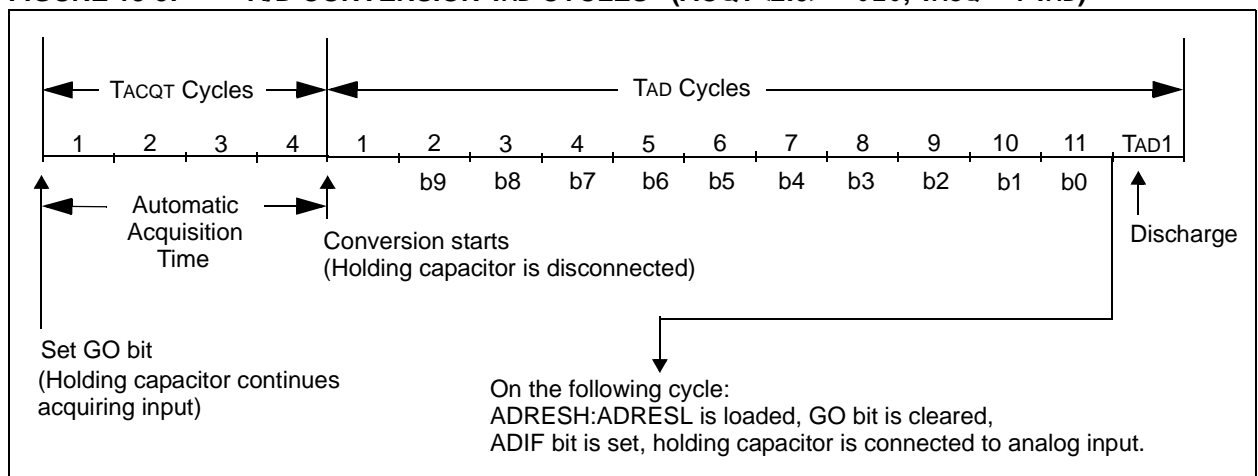 TACQT Cycles TAD Cycles
1 2 3 4 1 2 3 4 5 6 7 8 9 10 11 TAD1
b9 b8 b7 b6 b5 b4 b3 b2 b1 b0
Automatic
Acquisition
Time
Conversion starts
(Holding capacitor is disconnected)
Discharge
Set GO bit
(Holding capacitor continues
acquiring input)
On the following cycle:
ADRESH:ADRESL is loaded, GO bit is cleared,
ADIF bit is set, holding capacitor is connected to analog input.